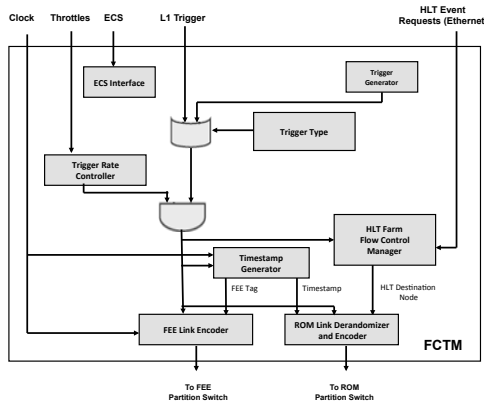 Clock
Throttles
ECS
L1 Trigger
HLT Event
Requests (Ethernet
ECS Interface
Trigger
Generator
Trigger Type
Trigger Rate
Controller
HLT Farm
Flow Control
Manager
Timestamp
Generator
FEE Tag
Timestamp
HLT Destination
Node
FEE Link Encoder
ROM Link Derandomizer
and Encoder
FCTM
To FEE
Partition Switch
To ROM
Partition Switch